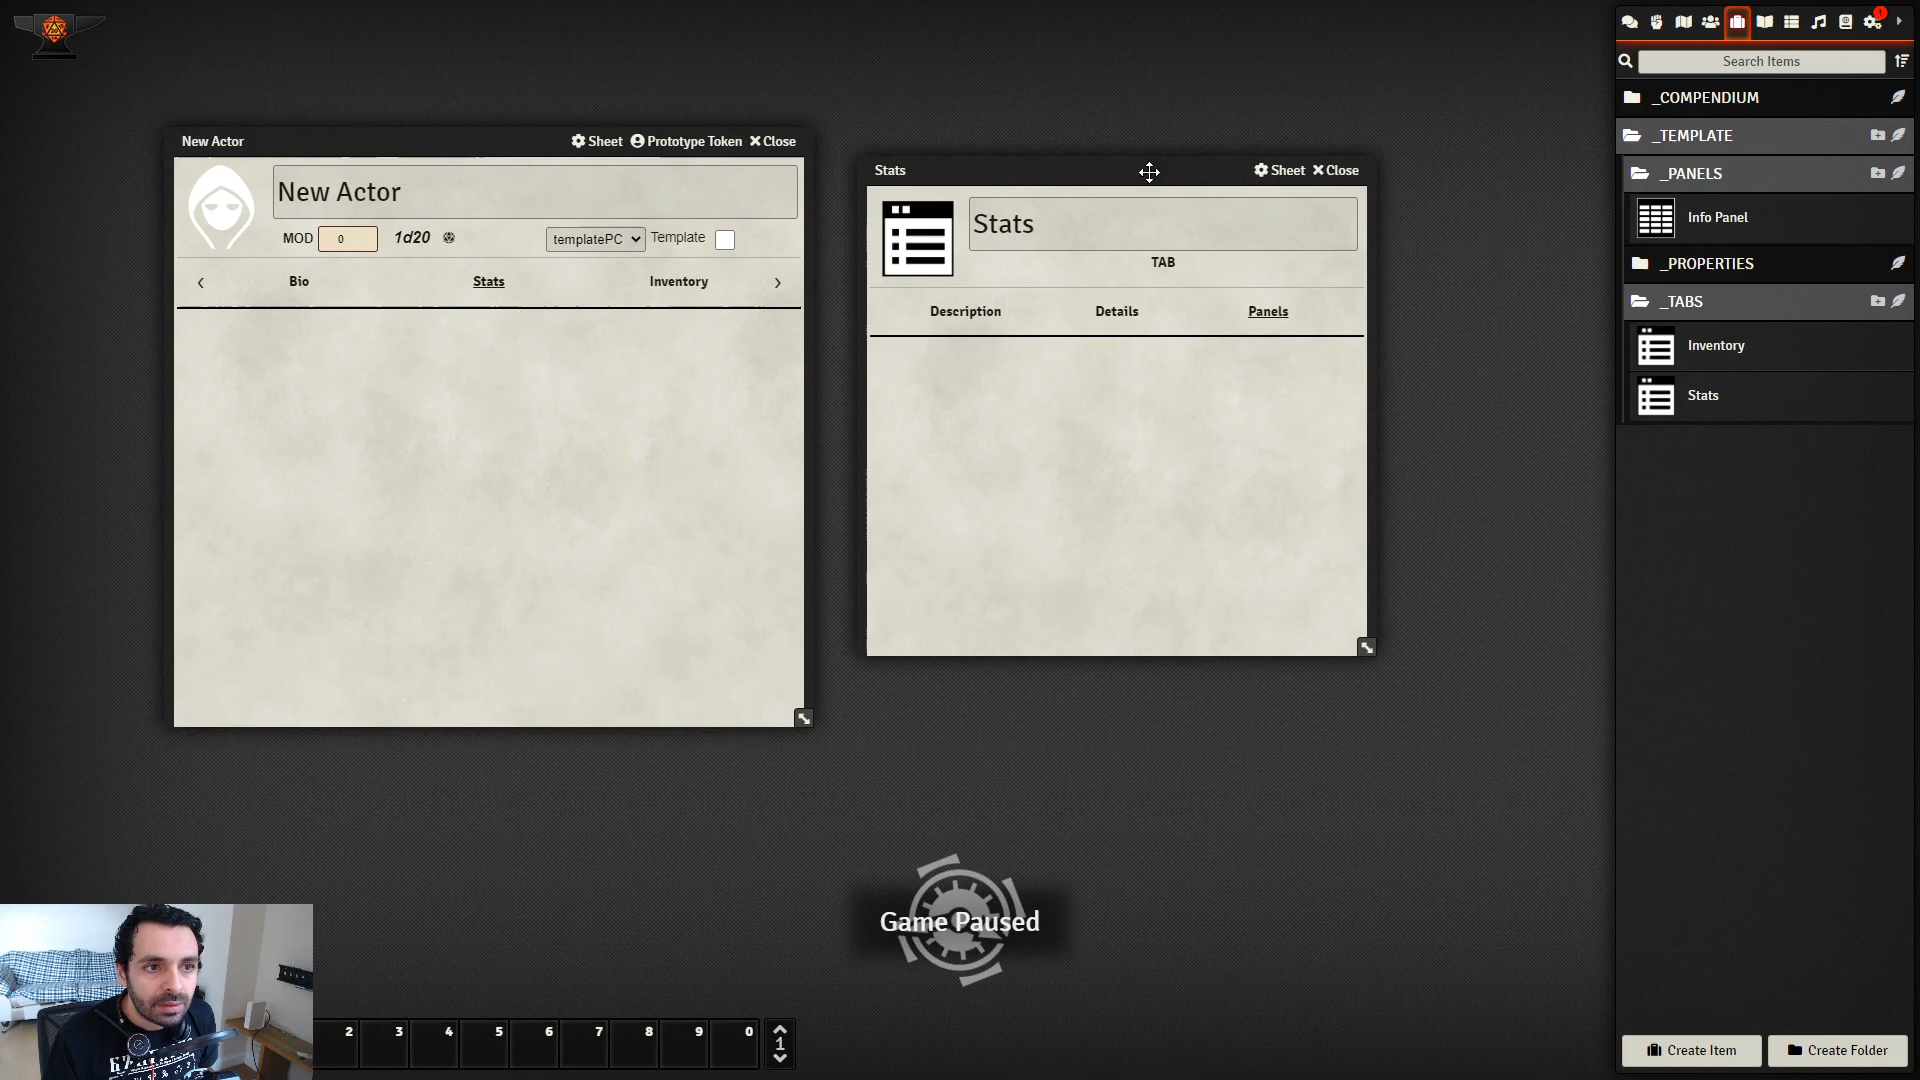 Search Items
_COMPENDIUM
_TEMPLATE
_PANELS
Info Panel
_PROPERTIES
_TABS
Inventory
Stats
New Actor
Sheet Prototype Token Close
New Actor
MOD 0 1d20 templatePC Template
Bio Stats Inventory
Stats Sheet Close
Stats
TAB
Description Details Panels
Game Paused
2 3 4 5 6 7 8 9 0 1
Create Item Create Folder